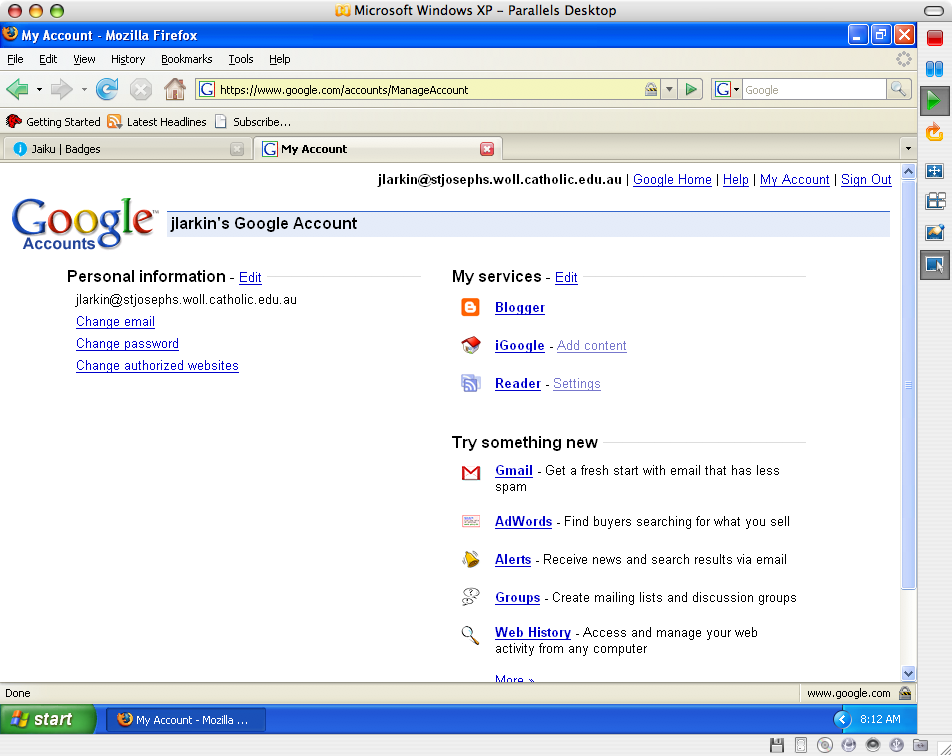 Microsoft Windows XP - Parallels Desktop
My Account - Mozilla Firefox
File Edit View History Bookmarks Tools Help
G https://www.google.com/accounts/ManageAccount G Google
Getting Started Latest Headlines Subscribe...
Jaiku | Badges G My Account
jlarkin@stjosephs.woll.catholic.edu.au | Google Home | Help | My Account | Sign Out
Google™
Accounts
jlarkin's Google Account
Personal information - Edit
jlarkin@stjosephs.woll.catholic.edu.au
Change email
Change password
Change authorized websites
My services - Edit
Blogger
iGoogle - Add content
Reader - Settings
Try something new
Gmail - Get a fresh start with email that has less
spam
AdWords - Find buyers searching for what you sell
Alerts - Receive news and search results via email
Groups - Create mailing lists and discussion groups
Web History - Access and manage your web
activity from any computer
More »
Done www.google.com
start My Account - Mozilla ... 8:12 AM